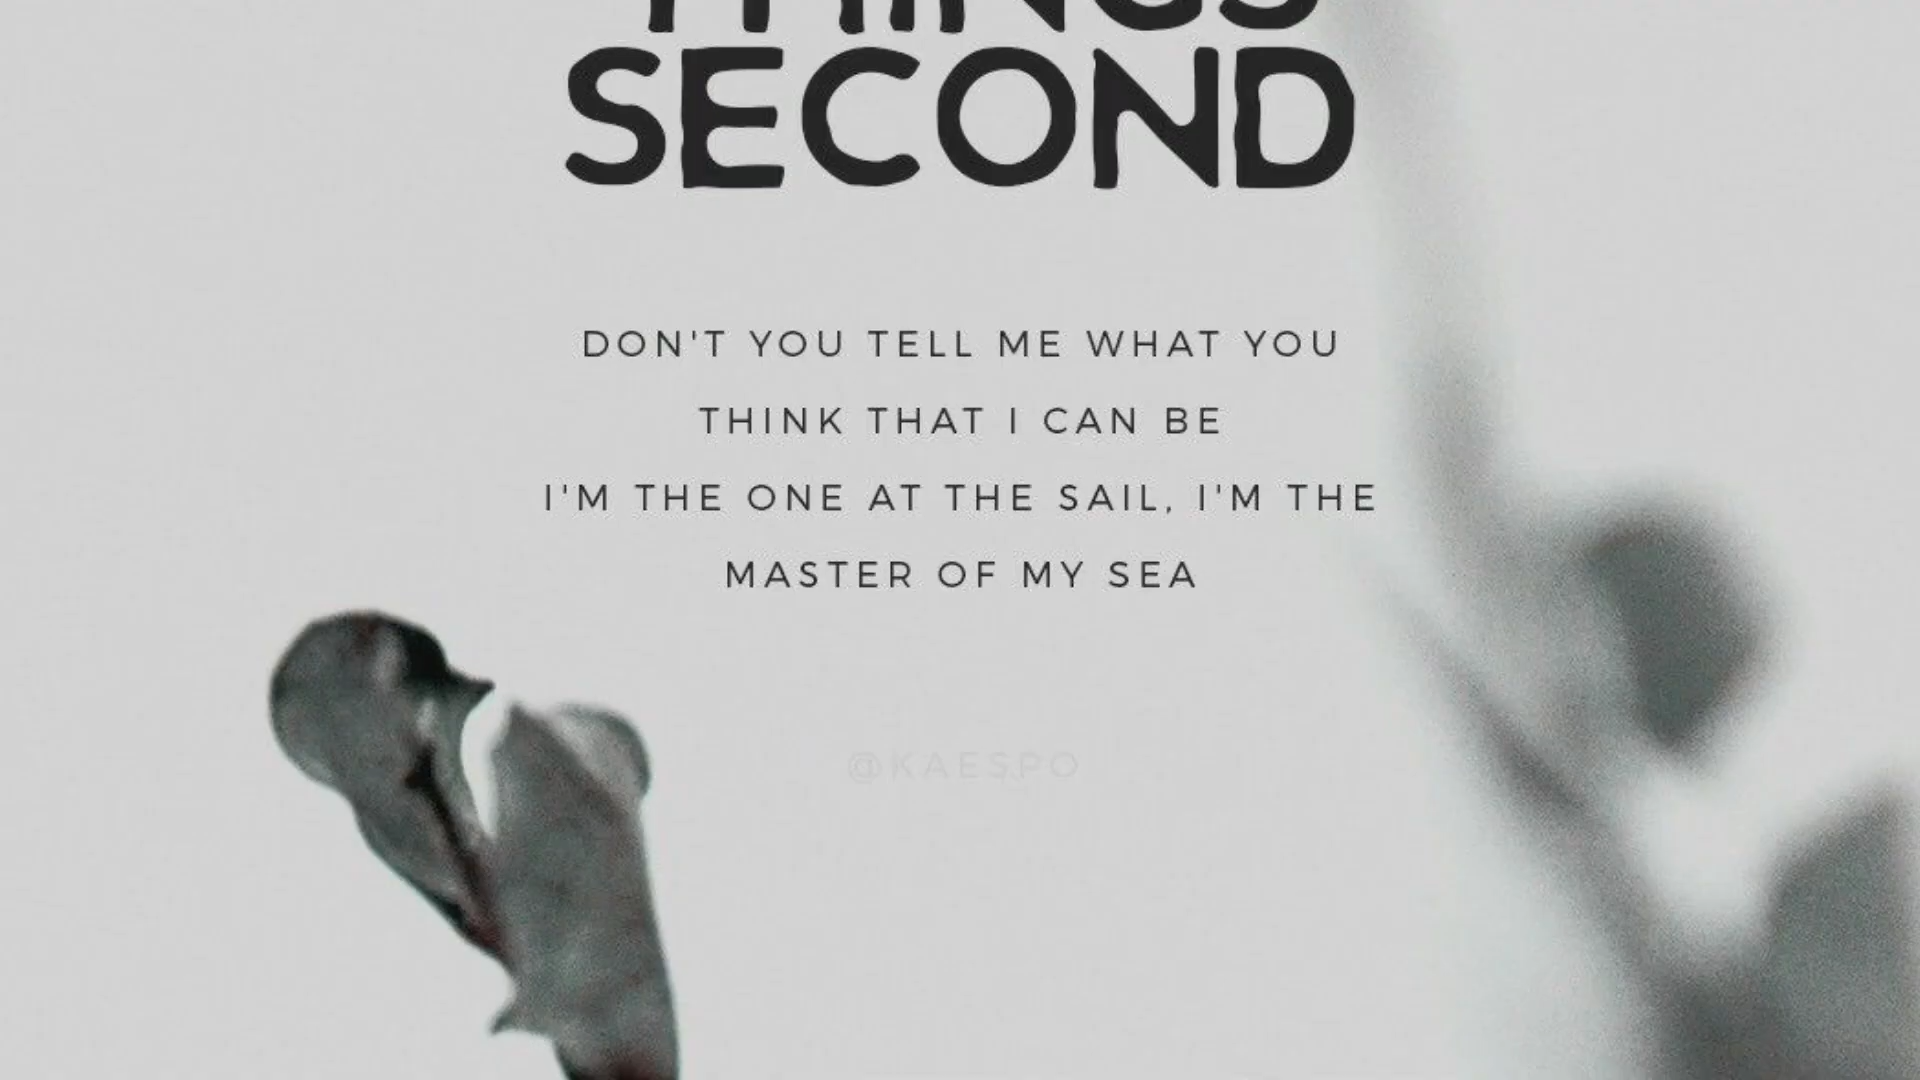 THINGS
SECOND
DON'T YOU TELL ME WHAT YOU
THINK THAT I CAN BE
I'M THE ONE AT THE SAIL, I'M THE
MASTER OF MY SEA
@KAESPO